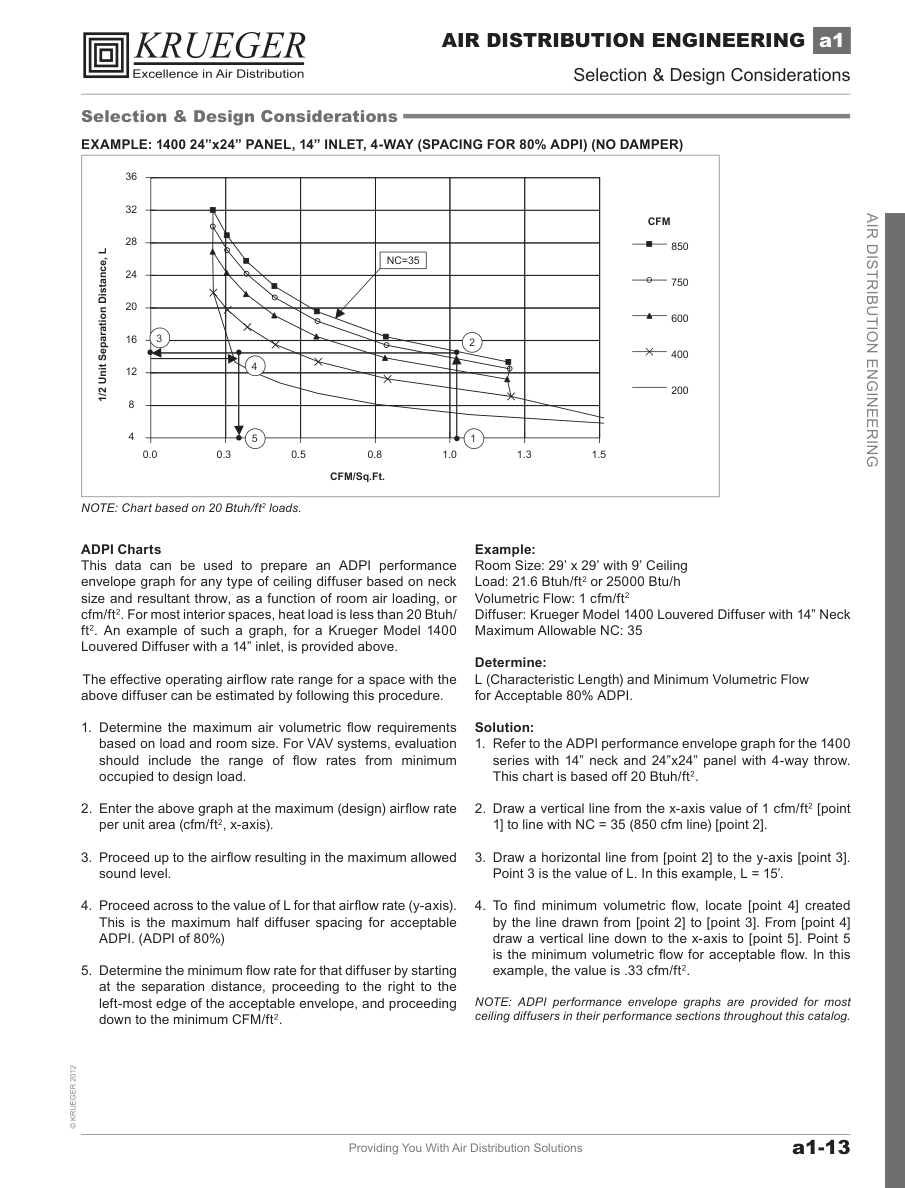 KRUEGER
Excellence in Air Distribution
AIR DISTRIBUTION ENGINEERING a1
Selection & Design Considerations
Selection & Design Considerations
EXAMPLE: 1400 24”x24” PANEL, 14” INLET, 4-WAY (SPACING FOR 80% ADPI) (NO DAMPER)
36
32
28
24
20
16
12
8
4
1/2 Unit Separation Distance, L
0.0 0.3 0.5 0.8 1.0 1.3 1.5
CFM/Sq.Ft.
NC=35
3
2
4
5
1
CFM
850
750
600
400
200
NOTE: Chart based on 20 Btuh/ft² loads.
AIR DISTRIBUTION ENGINEERING
ADPI Charts
This data can be used to prepare an ADPI performance
envelope graph for any type of ceiling diffuser based on neck
size and resultant throw, as a function of room air loading, or
cfm/ft². For most interior spaces, heat load is less than 20 Btuh/
ft². An example of such a graph, for a Krueger Model 1400
Louvered Diffuser with a 14” inlet, is provided above.
The effective operating airflow rate range for a space with the
above diffuser can be estimated by following this procedure.
1. Determine the maximum air volumetric flow requirements
based on load and room size. For VAV systems, evaluation
should include the range of flow rates from minimum
occupied to design load.
2. Enter the above graph at the maximum (design) airflow rate
per unit area (cfm/ft², x-axis).
3. Proceed up to the airflow resulting in the maximum allowed
sound level.
4. Proceed across to the value of L for that airflow rate (y-axis).
This is the maximum half diffuser spacing for acceptable
ADPI. (ADPI of 80%)
5. Determine the minimum flow rate for that diffuser by starting
at the separation distance, proceeding to the right to the
left-most edge of the acceptable envelope, and proceeding
down to the minimum CFM/ft².
Example:
Room Size: 29’ x 29’ with 9’ Ceiling
Load: 21.6 Btuh/ft² or 25000 Btu/h
Volumetric Flow: 1 cfm/ft²
Diffuser: Krueger Model 1400 Louvered Diffuser with 14” Neck
Maximum Allowable NC: 35
Determine:
L (Characteristic Length) and Minimum Volumetric Flow
for Acceptable 80% ADPI.
Solution:
1. Refer to the ADPI performance envelope graph for the 1400
series with 14” neck and 24”x24” panel with 4-way throw.
This chart is based off 20 Btuh/ft².
2. Draw a vertical line from the x-axis value of 1 cfm/ft² [point
1] to line with NC = 35 (850 cfm line) [point 2].
3. Draw a horizontal line from [point 2] to the y-axis [point 3].
Point 3 is the value of L. In this example, L = 15’.
4. To find minimum volumetric flow, locate [point 4] created
by the line drawn from [point 2] to [point 3]. From [point 4]
draw a vertical line down to the x-axis to [point 5]. Point 5
is the minimum volumetric flow for acceptable flow. In this
example, the value is .33 cfm/ft².
NOTE: ADPI performance envelope graphs are provided for most
ceiling diffusers in their performance sections throughout this catalog.
© KRUEGER 2012
Providing You With Air Distribution Solutions
a1-13